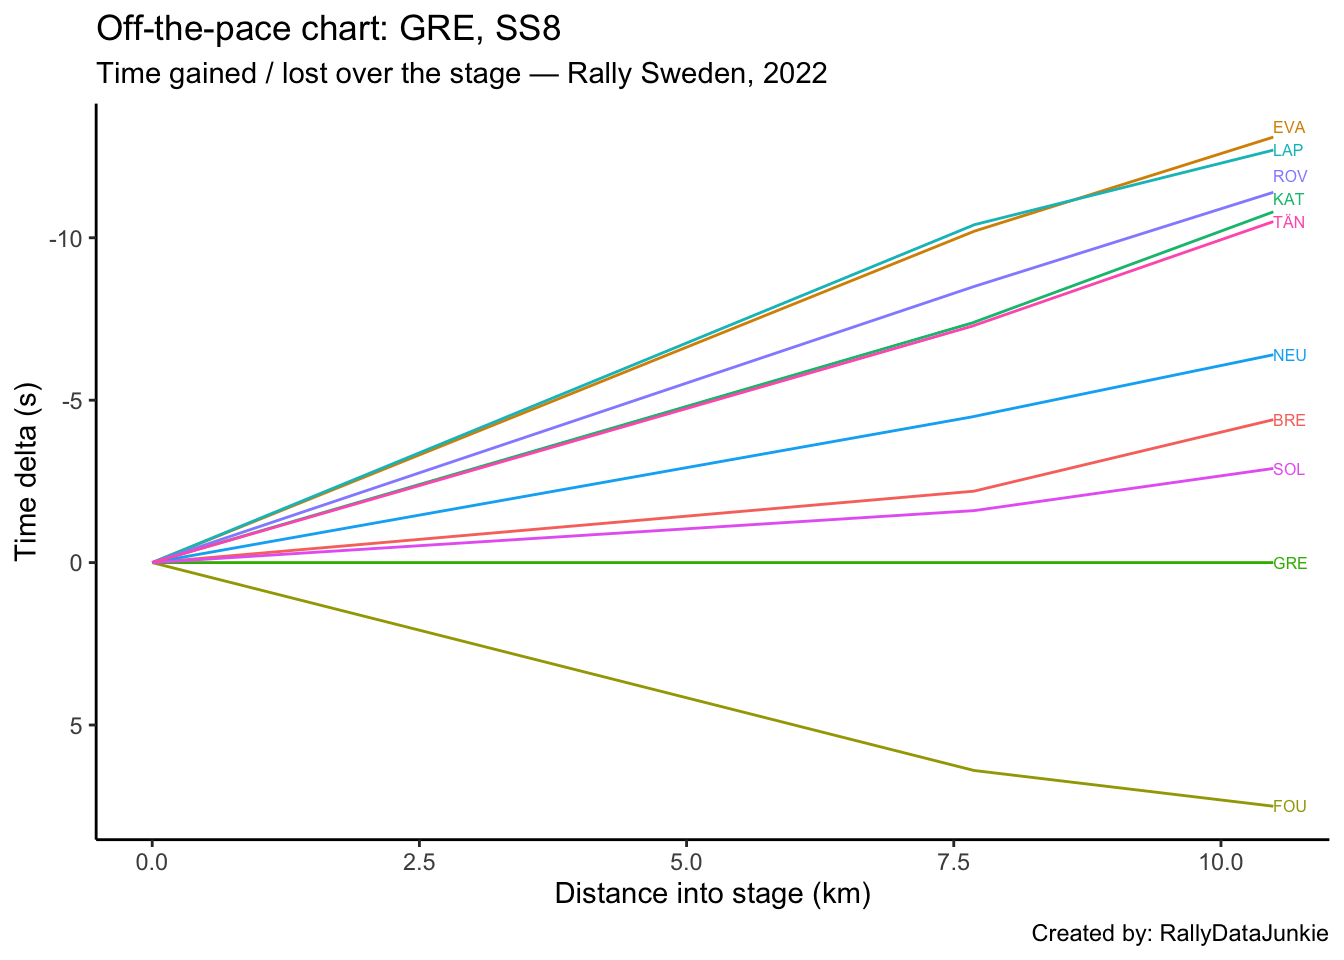 Off-the-pace chart: GRE, SS8
Time gained / lost over the stage — Rally Sweden, 2022
EVA
LAP
ROV
KAT
TÄN
NEU
BRE
SOL
GRE
FOU
-10
-5
0
5
Time delta (s)
0.0 2.5 5.0 7.5 10.0
Distance into stage (km)
Created by: RallyDataJunkie